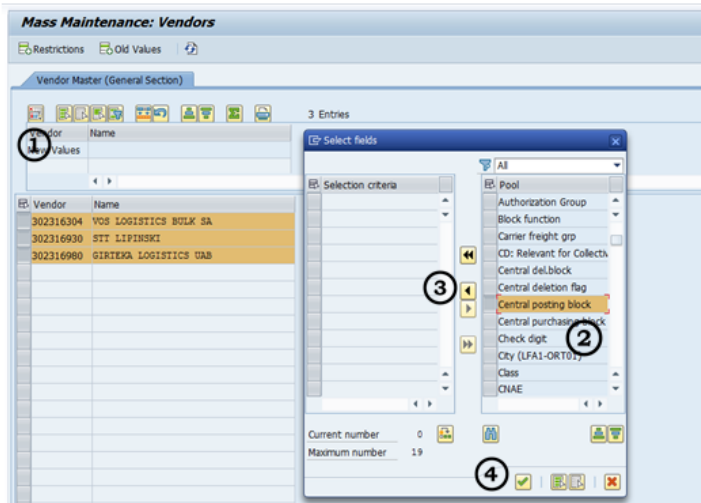 Mass Maintenance: Vendors
Restrictions Old Values
Vendor Master (General Section)
3 Entries
1
Vendor Name
New Values
Vendor Name
302316304 VOS LOGISTICS BULK SA
302316930 STT LIPINSKI
302316980 GIRTEKA LOGISTICS UAB
Select fields
All
Selection criteria
Pool
Authorization Group
Block function
Carrier freight grp
CD: Relevant for Collectiv
Central del.block
Central deletion flag
3
Central posting block
Central purchasing block
2
Check digit
City (LFA1-ORT01)
Class
CNAE
Current number 0
Maximum number 19
4